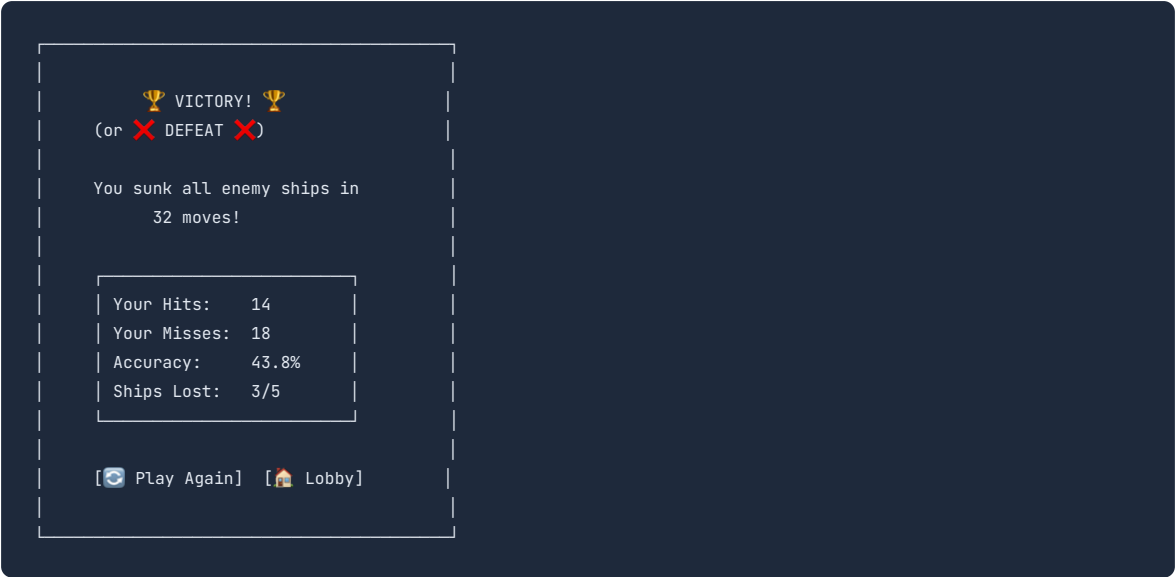 🏆 VICTORY! 🏆
(or ❌ DEFEAT ❌)
You sunk all enemy ships in
32 moves!
Your Hits: 14
Your Misses: 18
Accuracy: 43.8%
Ships Lost: 3/5
[🔄 Play Again] [🏠 Lobby]